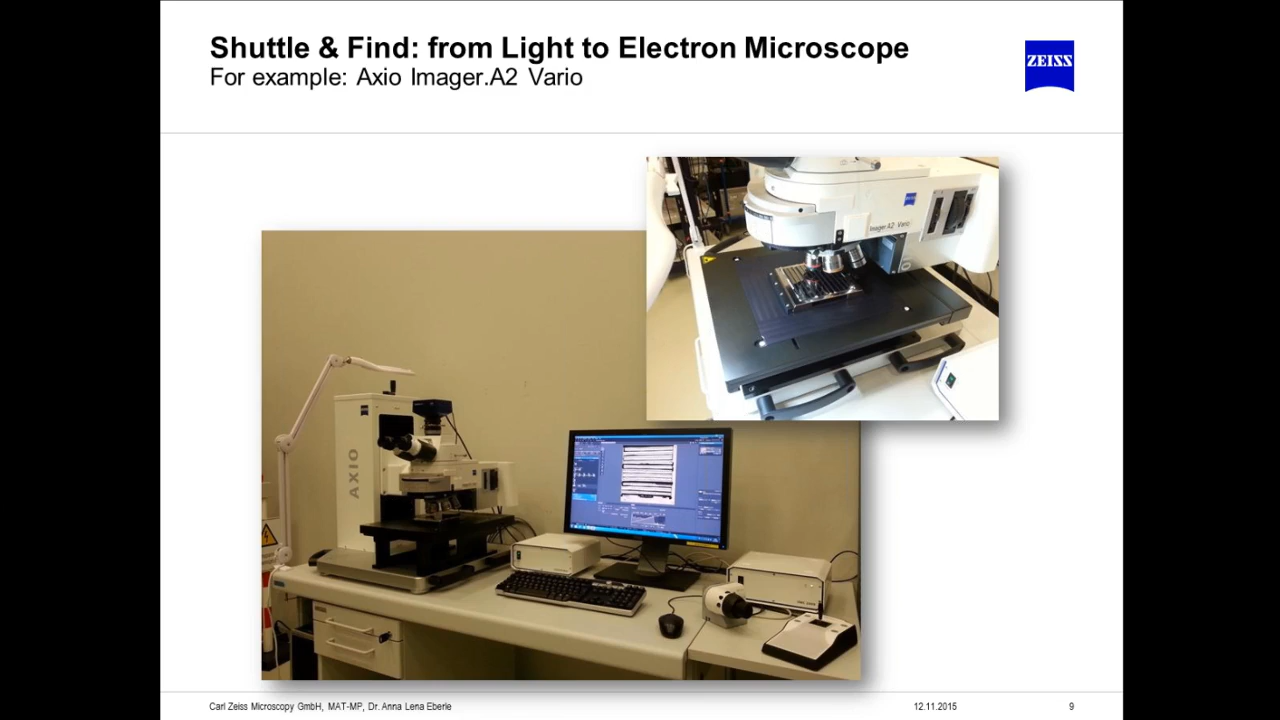 Shuttle & Find: from Light to Electron Microscope
For example: Axio Imager.A2 Vario
ZEISS
Imager A2 Vario
AXIO
Carl Zeiss Microscopy GmbH, MAT-MP, Dr. Anna Lena Eberle
12.11.2015
9